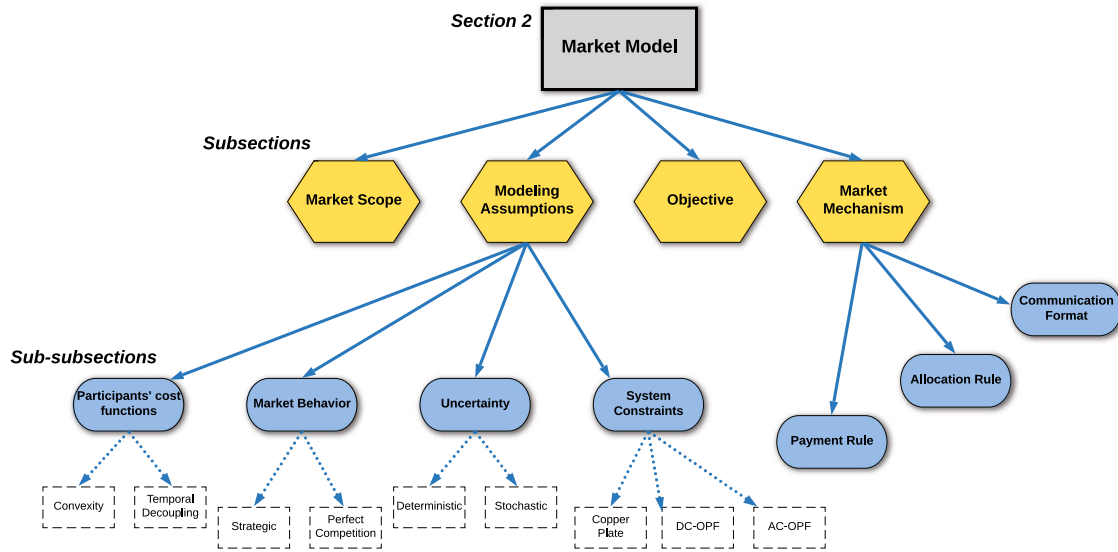 Section 2
Market Model
Subsections
Market Scope
Modeling
Assumptions
Objective
Market
Mechanism
Communication
Format
Sub-subsections
Participants' cost
functions
Market Behavior
Uncertainty
System
Constraints
Allocation Rule
Payment Rule
Convexity
Temporal
Decoupling
Strategic
Perfect
Competition
Deterministic
Stochastic
Copper
Plate
DC-OPF
AC-OPF